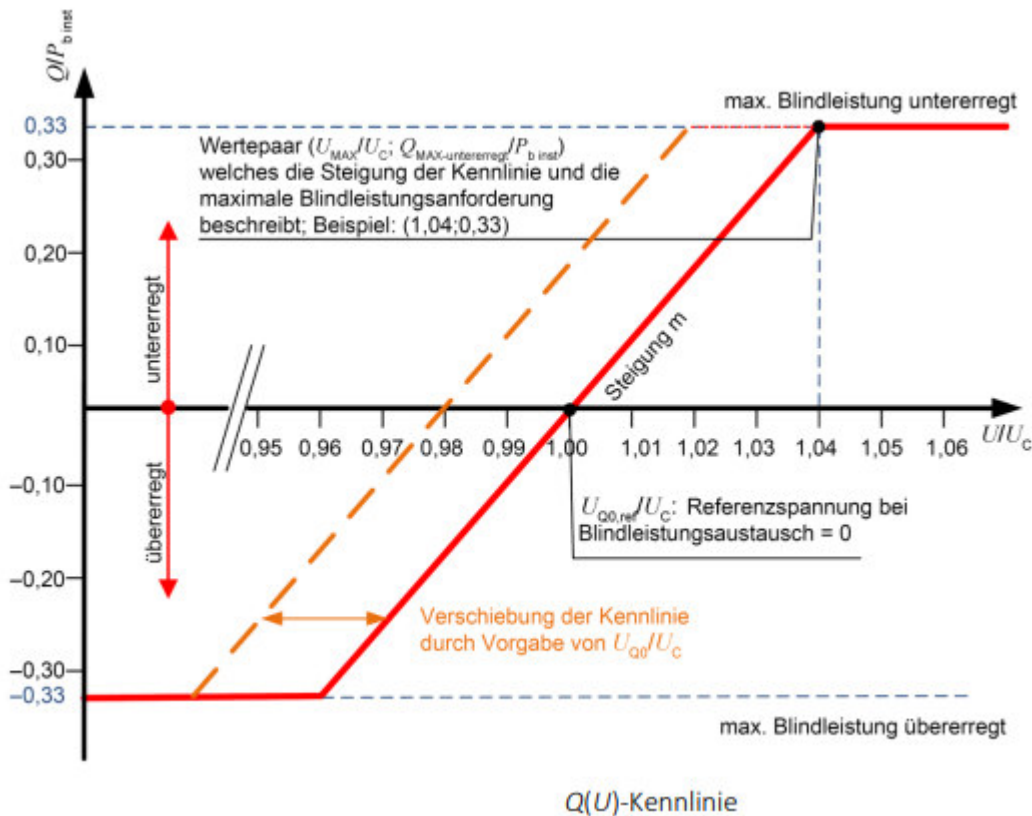 Q/P b inst
max. Blindleistung untererregt
0,33
0,30
Wertepaar (U MAX/U C; Q MAX-untererregt/P b inst)
welches die Steigung der Kennlinie und die
maximale Blindleistungsanforderung
beschreibt; Beispiel: (1,04;0,33)
0,20
0,10
untererregt
übererregt
Steigung m
0,95 0,96 0,97 0,98 0,99 1,00 1,01 1,02 1,03 1,04 1,05 1,06 U/U C
–0,10
U Q0,ref/U C: Referenzspannung bei
Blindleistungsaustausch = 0
–0,20
Verschiebung der Kennlinie
durch Vorgabe von U Q0/U C
–0,30
–0,33
max. Blindleistung übererregt
Q(U)-Kennlinie